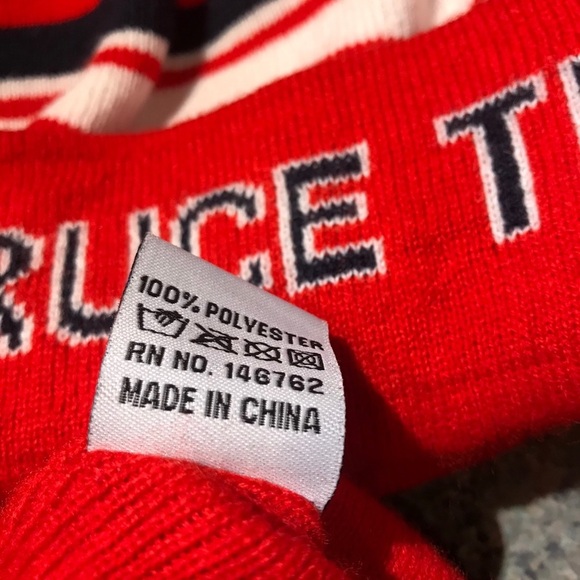 RUCE T
100% POLYESTER
RN NO. 146762
MADE IN CHINA